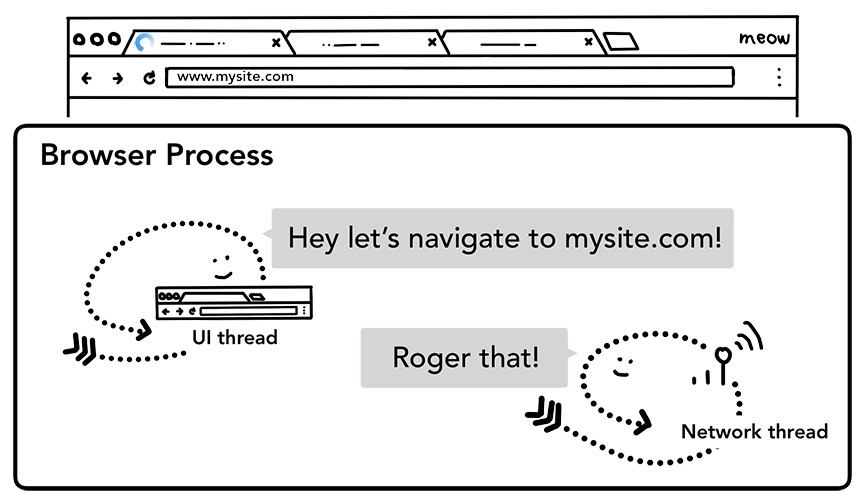 meow
www.mysite.com
Browser Process
Hey let's navigate to mysite.com!
UI thread
Roger that!
Network thread